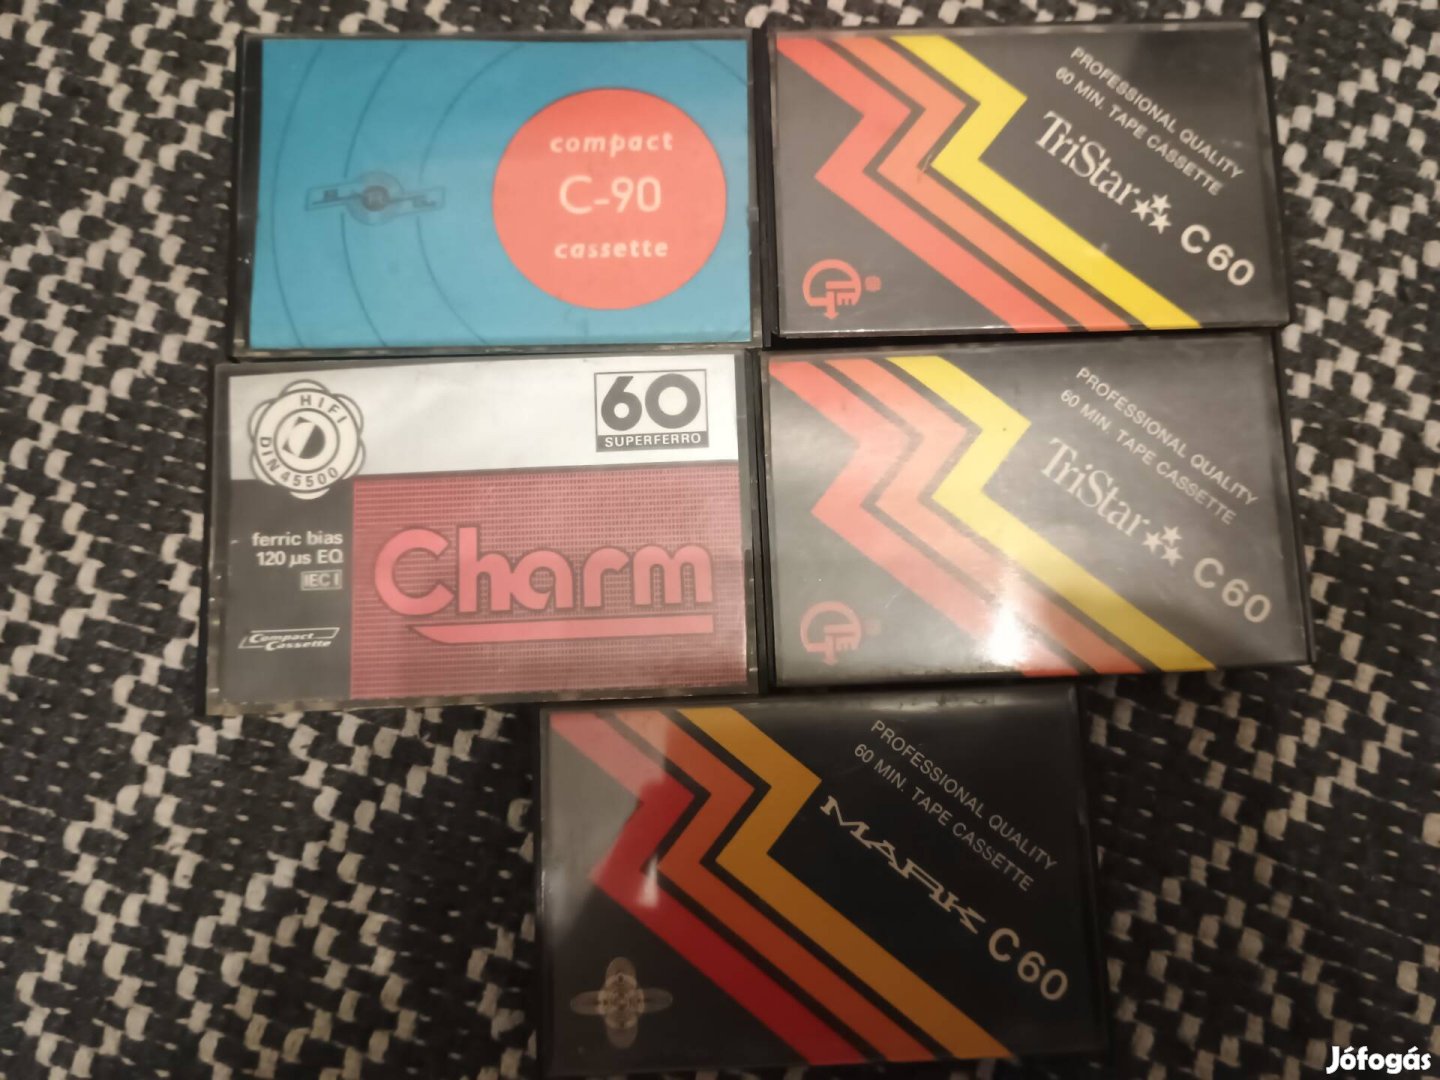 compact
C-90
cassette
PROFESSIONAL QUALITY
60 MIN. TAPE CASSETTE
TriStar C60
HIFI
DIN 45500
60
SUPERFERRO
ferric bias
120 µs EQ
IEC I
Compact
Cassette
Charm
PROFESSIONAL QUALITY
60 MIN. TAPE CASSETTE
TriStar C60
PROFESSIONAL QUALITY
60 MIN. TAPE CASSETTE
MARK C60
Jófogás